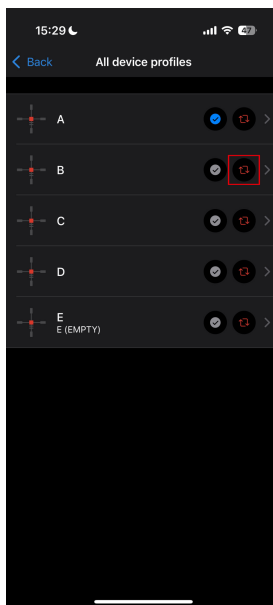 15:29
47
Back
All device profiles
A
B
C
D
E
E (EMPTY)